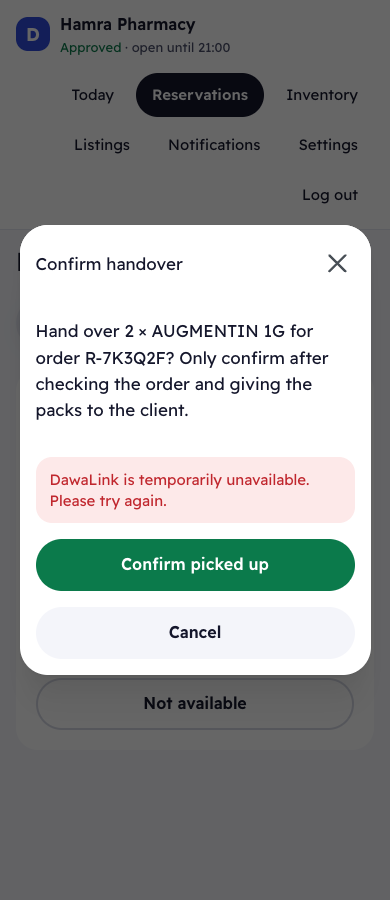 D
Hamra Pharmacy
Approved · open until 21:00
Today
Reservations
Inventory
Listings
Notifications
Settings
Log out
Confirm handover
Hand over 2 × AUGMENTIN 1G for
order R-7K3Q2F? Only confirm after
checking the order and giving the
packs to the client.
DawaLink is temporarily unavailable.
Please try again.
Confirm picked up
Cancel
Not available